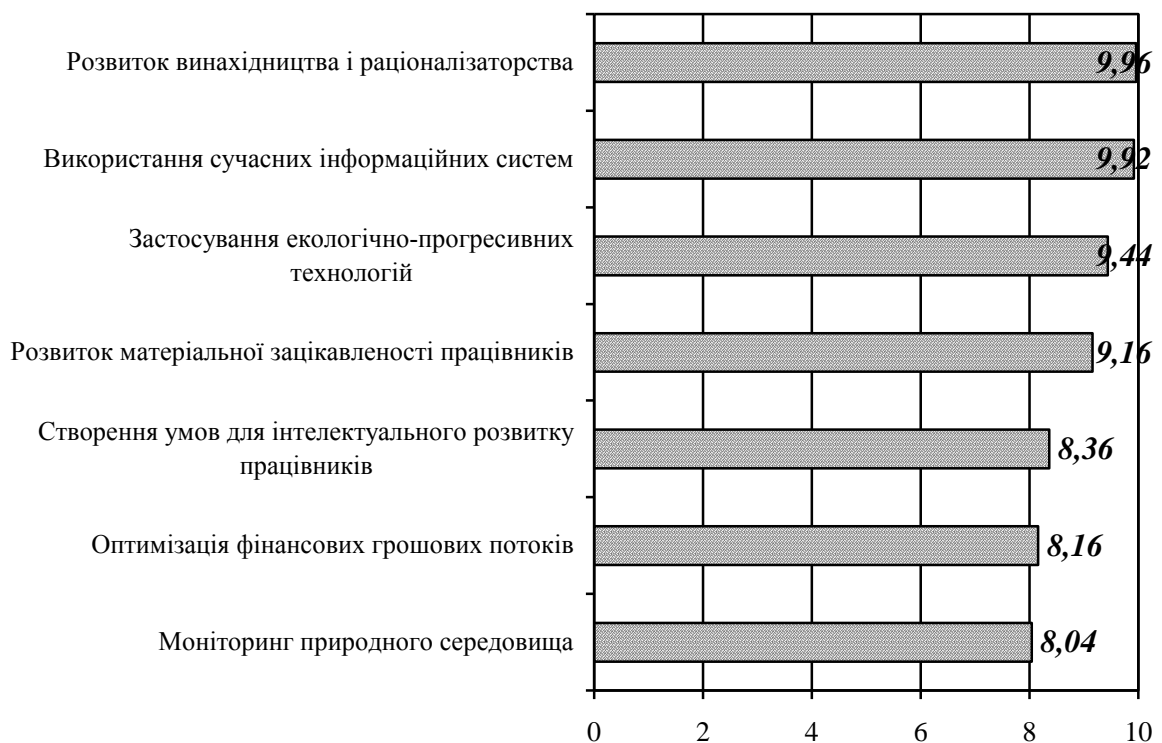 Розвиток винахідництва і раціоналізаторства
9,96
Використання сучасних інформаційних систем
9,92
Застосування екологічно-прогресивних
технологій
9,44
Розвиток матеріальної зацікавленості працівників
9,16
Створення умов для інтелектуального розвитку
працівників
8,36
Оптимізація фінансових грошових потоків
8,16
Моніторинг природного середовища
8,04
0 2 4 6 8 10